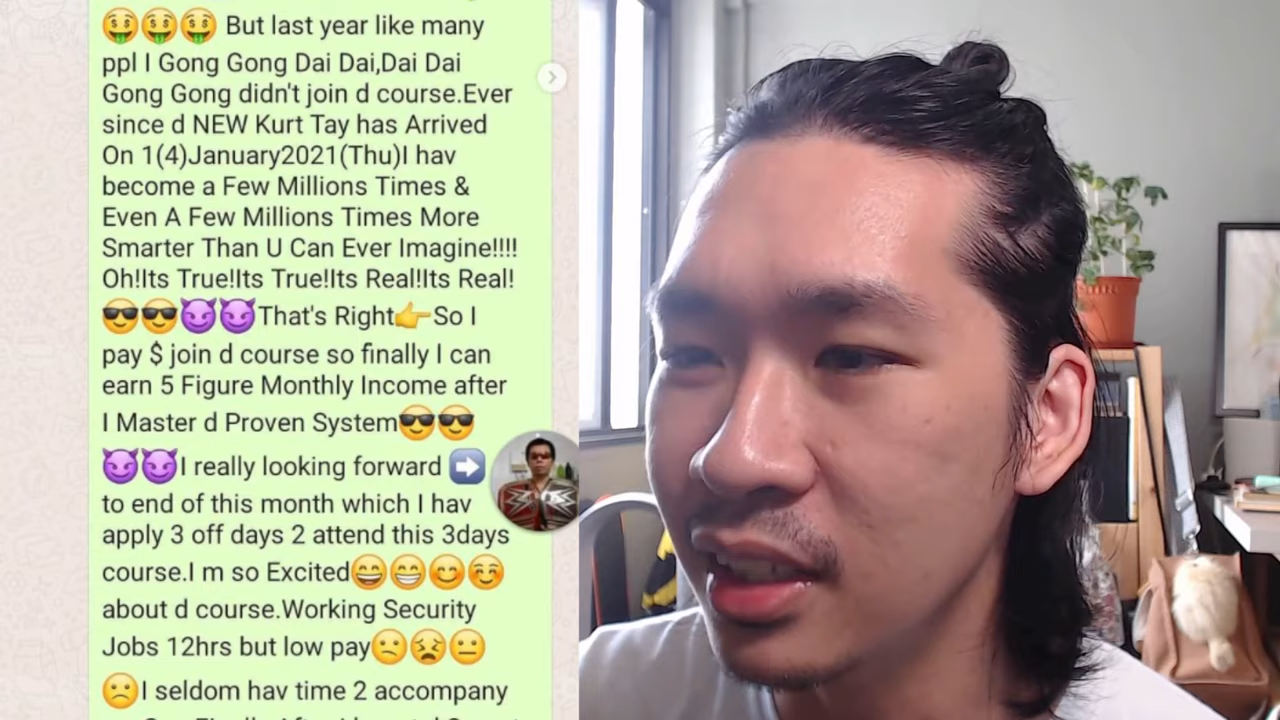 🤑🤑🤑 But last year like many
ppl I Gong Gong Dai Dai,Dai Dai
Gong Gong didn't join d course.Ever
since d NEW Kurt Tay has Arrived
On 1(4)January2021(Thu)I hav
become a Few Millions Times &
Even A Few Millions Times More
Smarter Than U Can Ever Imagine!!!!
Oh!Its True!Its True!Its Real!Its Real!
😎😎😈😈That's Right👉So I
pay $ join d course so finally I can
earn 5 Figure Monthly Income after
I Master d Proven System😎😎
😈😈I really looking forward ➡️
to end of this month which I hav
apply 3 off days 2 attend this 3days
course.I m so Excited😄😁😊☺️
about d course.Working Security
Jobs 12hrs but low pay🙁😣😐
🙁I seldom hav time 2 accompany